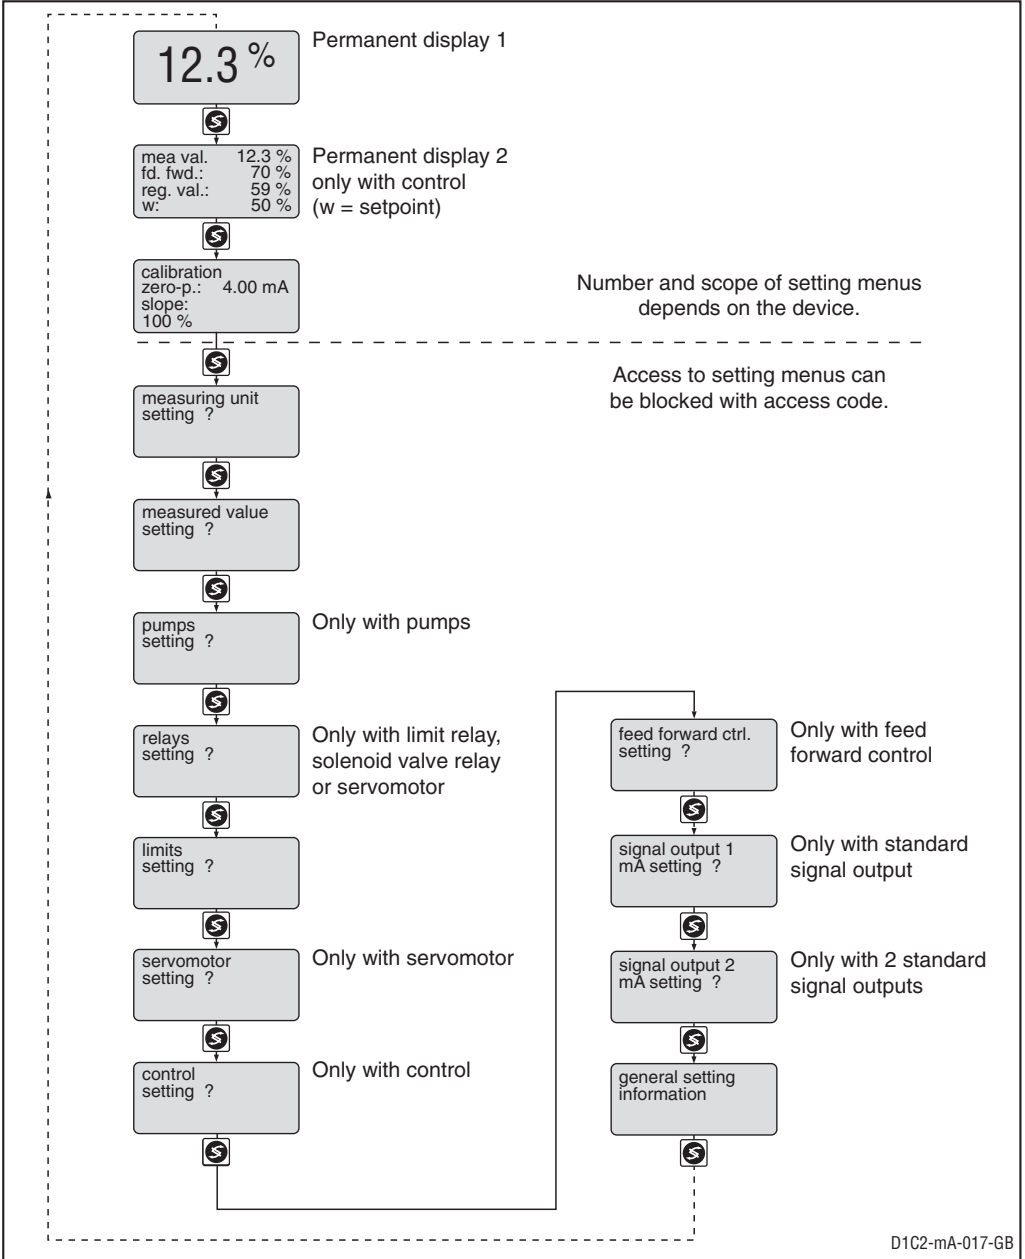 12.3 %
Permanent display 1
mea val. 12.3 %
fd. fwd.: 70 %
reg. val.: 59 %
w: 50 %
Permanent display 2
only with control
(w = setpoint)
calibration
zero-p.: 4.00 mA
slope:
100 %
Number and scope of setting menus
depends on the device.
Access to setting menus can
be blocked with access code.
measuring unit
setting ?
measured value
setting ?
pumps
setting ?
Only with pumps
relays
setting ?
Only with limit relay,
solenoid valve relay
or servomotor
limits
setting ?
servomotor
setting ?
Only with servomotor
control
setting ?
Only with control
feed forward ctrl.
setting ?
Only with feed
forward control
signal output 1
mA setting ?
Only with standard
signal output
signal output 2
mA setting ?
Only with 2 standard
signal outputs
general setting
information
D1C2-mA-017-GB